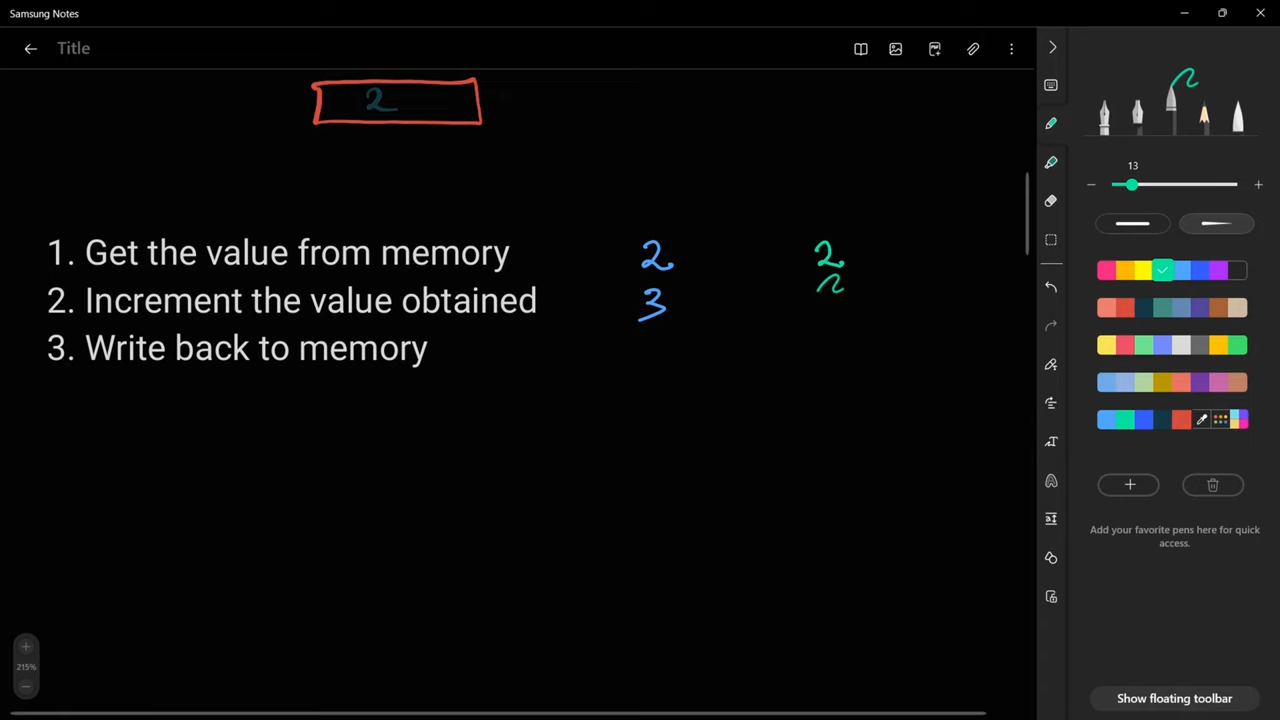 Samsung Notes
Title
2
1. Get the value from memory 2 2
2. Increment the value obtained 3
3. Write back to memory
13
215%
Add your favorite pens here for quick
access.
Show floating toolbar